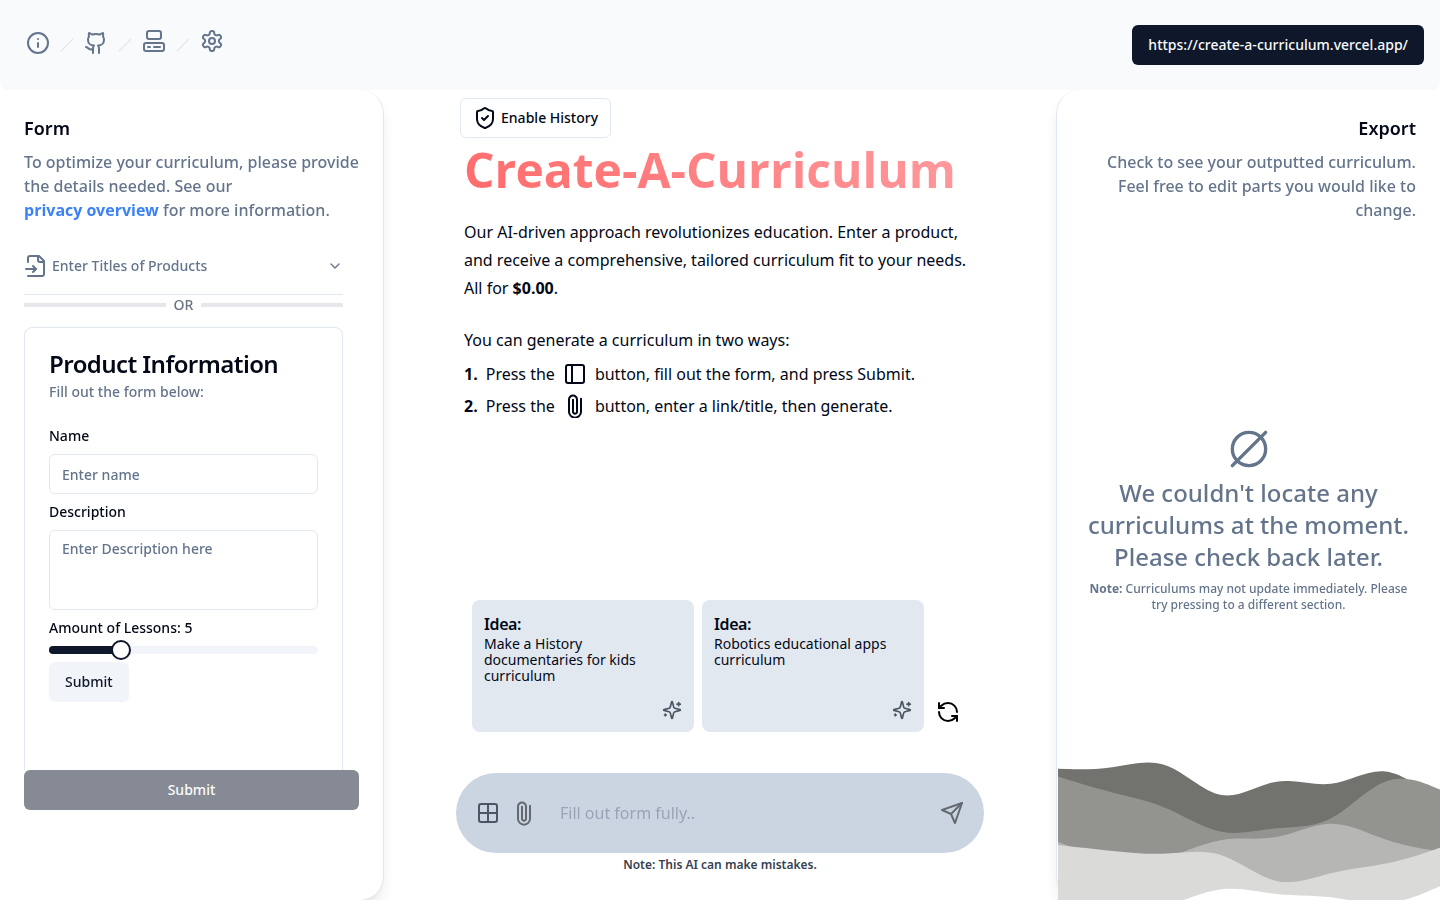 https://create-a-curriculum.vercel.app/
Form
To optimize your curriculum, please provide
the details needed. See our
privacy overview for more information.
Enter Titles of Products
OR
Product Information
Fill out the form below:
Name
Enter name
Description
Enter Description here
Amount of Lessons: 5
Submit
Submit
Enable History
Create-A-Curriculum
Our AI-driven approach revolutionizes education. Enter a product,
and receive a comprehensive, tailored curriculum fit to your needs.
All for $0.00.
You can generate a curriculum in two ways:
1. Press the button, fill out the form, and press Submit.
2. Press the button, enter a link/title, then generate.
Idea:
Make a History
documentaries for kids
curriculum
Idea:
Robotics educational apps
curriculum
Fill out form fully..
Note: This AI can make mistakes.
Export
Check to see your outputted curriculum.
Feel free to edit parts you would like to
change.
We couldn't locate any
curriculums at the moment.
Please check back later.
Note: Curriculums may not update immediately. Please
try pressing to a different section.